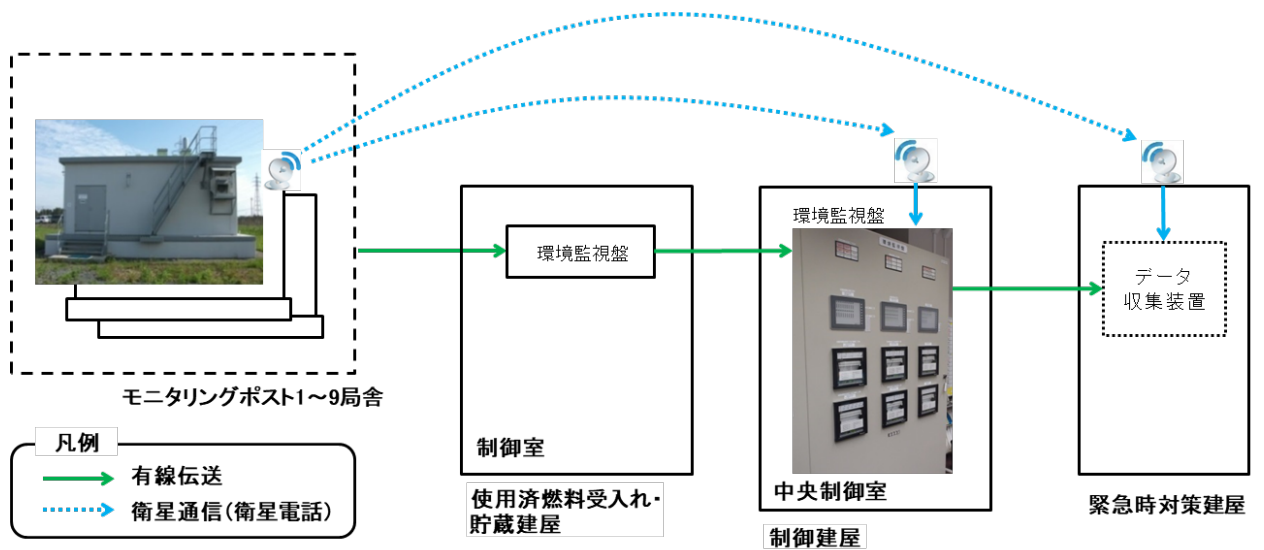 環境監視盤
環境監視盤
データ
収集装置
モニタリングポスト1～9局舎
制御室
中央制御室
使用済燃料受入れ・
貯蔵建屋
制御建屋
緊急時対策建屋
凡例
有線伝送
衛星通信(衛星電話)